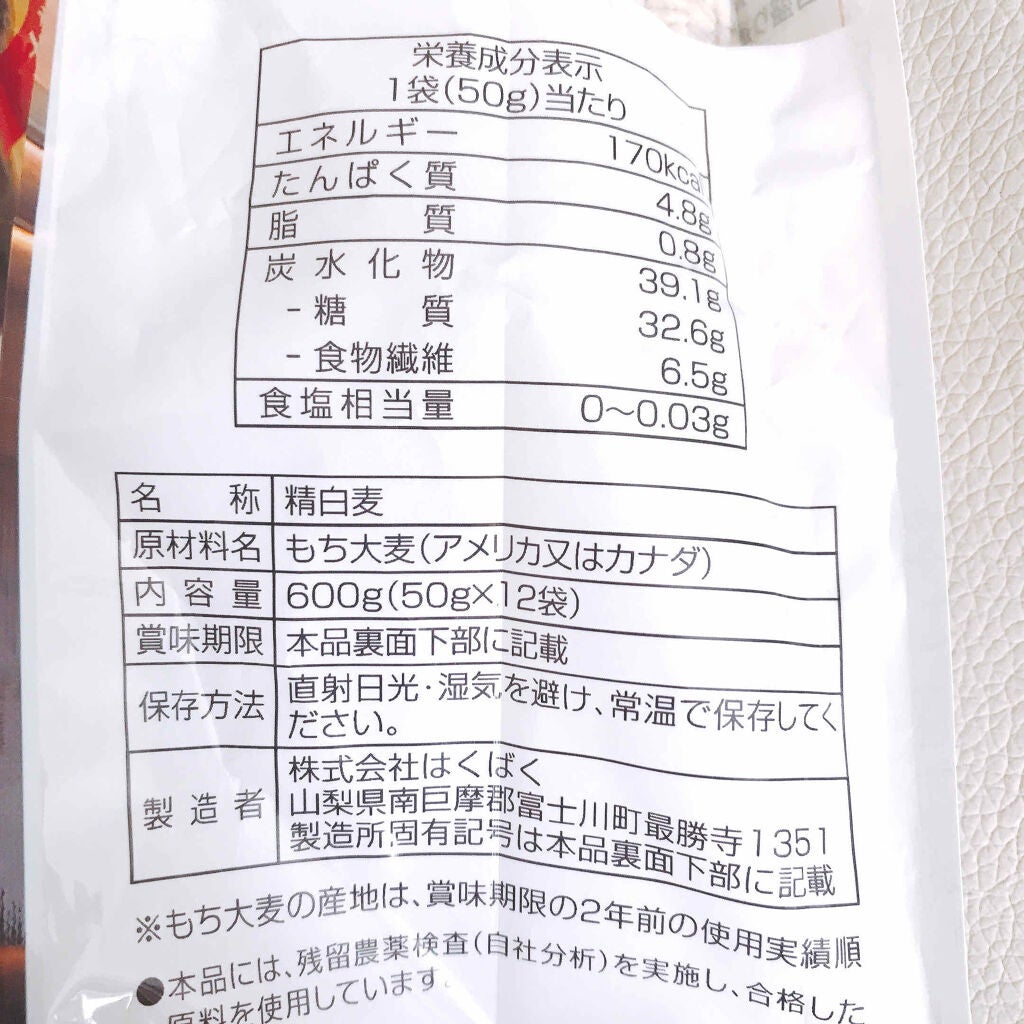 栄養成分表示
1袋(50g)当たり
エネルギー 170kcal
たんぱく質 4.8g
脂質 0.8g
炭水化物 39.1g
-糖質 32.6g
-食物繊維 6.5g
食塩相当量 0〜0.03g
名称 精白麦
原材料名 もち大麦(アメリカ又はカナダ)
内容量 600g(50g×12袋)
賞味期限 本品裏面下部に記載
保存方法 直射日光・湿気を避け、常温で保存してく
ださい。
製造者 株式会社はくばく
山梨県南巨摩郡富士川町最勝寺1351
製造所固有記号は本品裏面下部に記載
※もち大麦の産地は、賞味期限の2年前の使用実績順
●本品には、残留農薬検査(自社分析)を実施し、合格した
原料を使用しています。